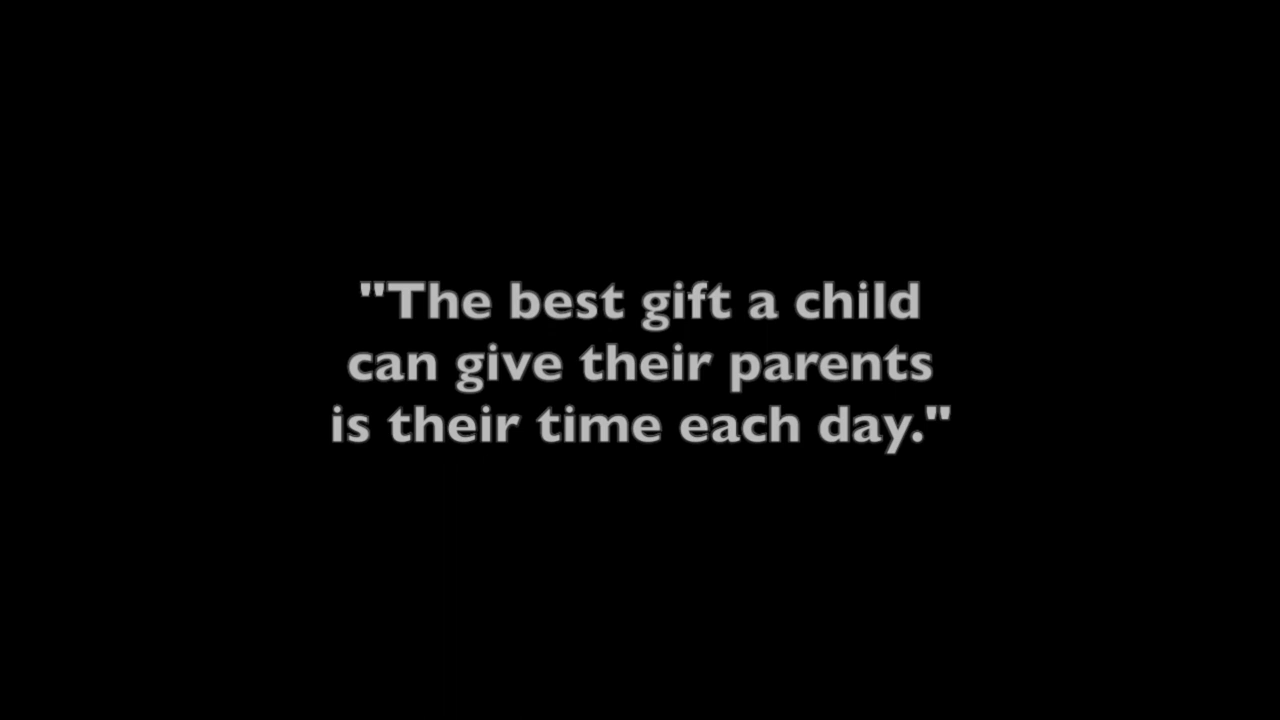 "The best gift a child
can give their parents
is their time each day."